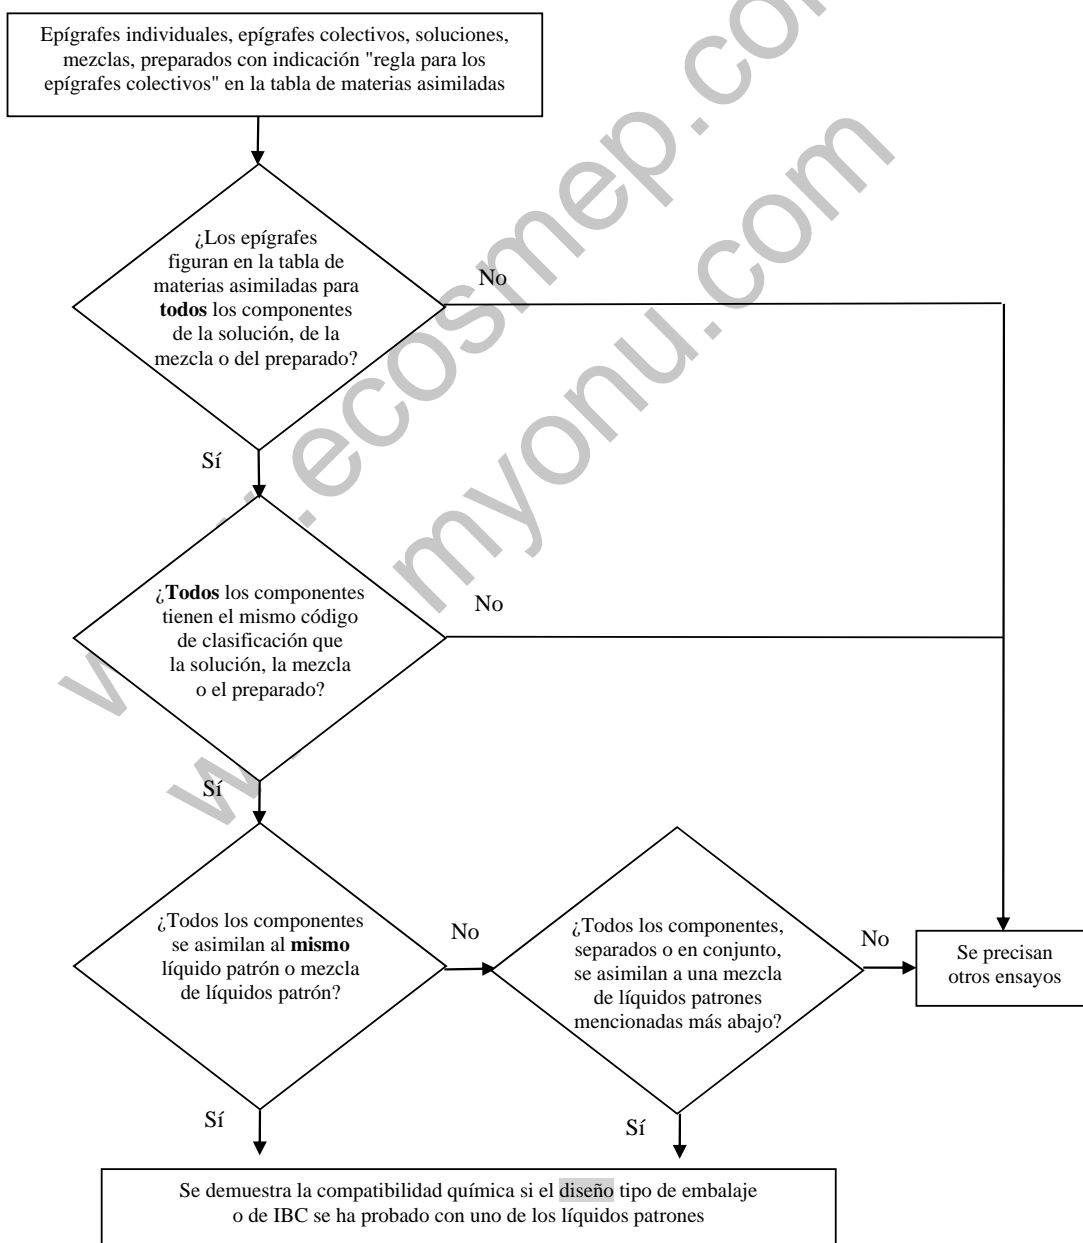 Epígrafes individuales, epígrafes colectivos, soluciones,
mezclas, preparados con indicación "regla para los
epígrafes colectivos" en la tabla de materias asimiladas
¿Los epígrafes
figuran en la tabla de
materias asimiladas para
todos los componentes
de la solución, de la
mezcla o del preparado?
No
Sí
¿Todos los componentes
tienen el mismo código
de clasificación que
la solución, la mezcla
o el preparado?
No
Sí
¿Todos los componentes
se asimilan al mismo
líquido patrón o mezcla
de líquidos patrón?
No
¿Todos los componentes,
separados o en conjunto,
se asimilan a una mezcla
de líquidos patrones
mencionadas más abajo?
No
Se precisan
otros ensayos
Sí
Sí
Se demuestra la compatibilidad química si el diseño tipo de embalaje
o de IBC se ha probado con uno de los líquidos patrones
.ecosmep.com
myonu.com